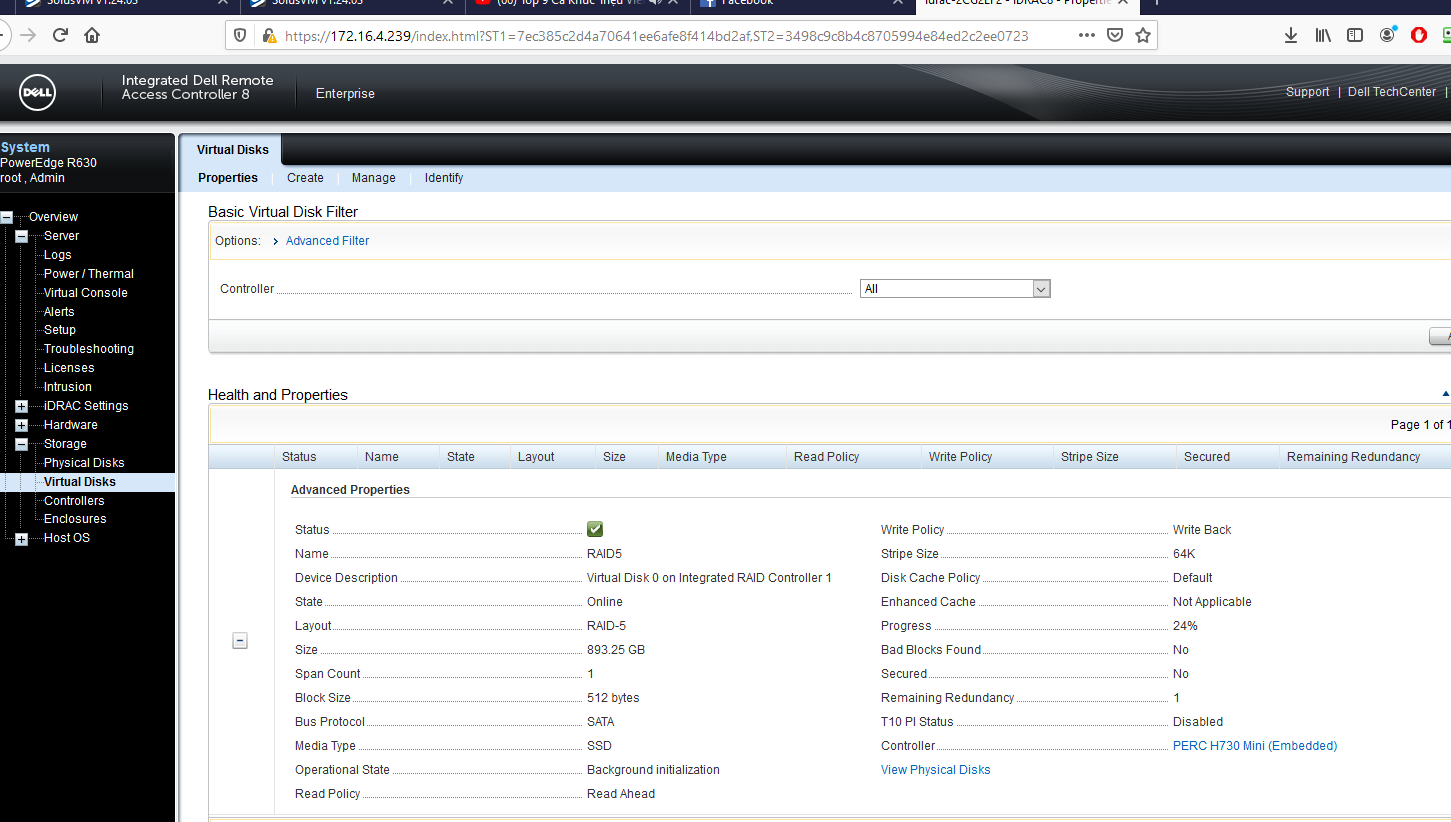 SolusVM v1.24.03
SolusVM v1.24.03
(60) Top 9 Ca Khúc Triệu Vie
Facebook
idrac-2CG2LF2 - iDRAC8 - Propertie
https://172.16.4.239/index.html?ST1=7ec385c2d4a70641ee6afe8f414bd2af,ST2=3498c9c8b4c8705994e84ed2c2ee0723
DELL
Integrated Dell Remote
Access Controller 8
Enterprise
Support | Dell TechCenter |
System
PowerEdge R630
root , Admin
Overview
Server
Logs
Power / Thermal
Virtual Console
Alerts
Setup
Troubleshooting
Licenses
Intrusion
iDRAC Settings
Hardware
Storage
Physical Disks
Virtual Disks
Controllers
Enclosures
Host OS
Virtual Disks
Properties | Create | Manage | Identify
Basic Virtual Disk Filter
Options: Advanced Filter
Controller All
Health and Properties
Page 1 of 1
Status Name State Layout Size Media Type Read Policy Write Policy Stripe Size Secured Remaining Redundancy
Advanced Properties
Status
Name RAID5
Device Description Virtual Disk 0 on Integrated RAID Controller 1
State Online
Layout RAID-5
Size 893.25 GB
Span Count 1
Block Size 512 bytes
Bus Protocol SATA
Media Type SSD
Operational State Background initialization
Read Policy Read Ahead
Write Policy Write Back
Stripe Size 64K
Disk Cache Policy Default
Enhanced Cache Not Applicable
Progress 24%
Bad Blocks Found No
Secured No
Remaining Redundancy 1
T10 PI Status Disabled
Controller PERC H730 Mini (Embedded)
View Physical Disks